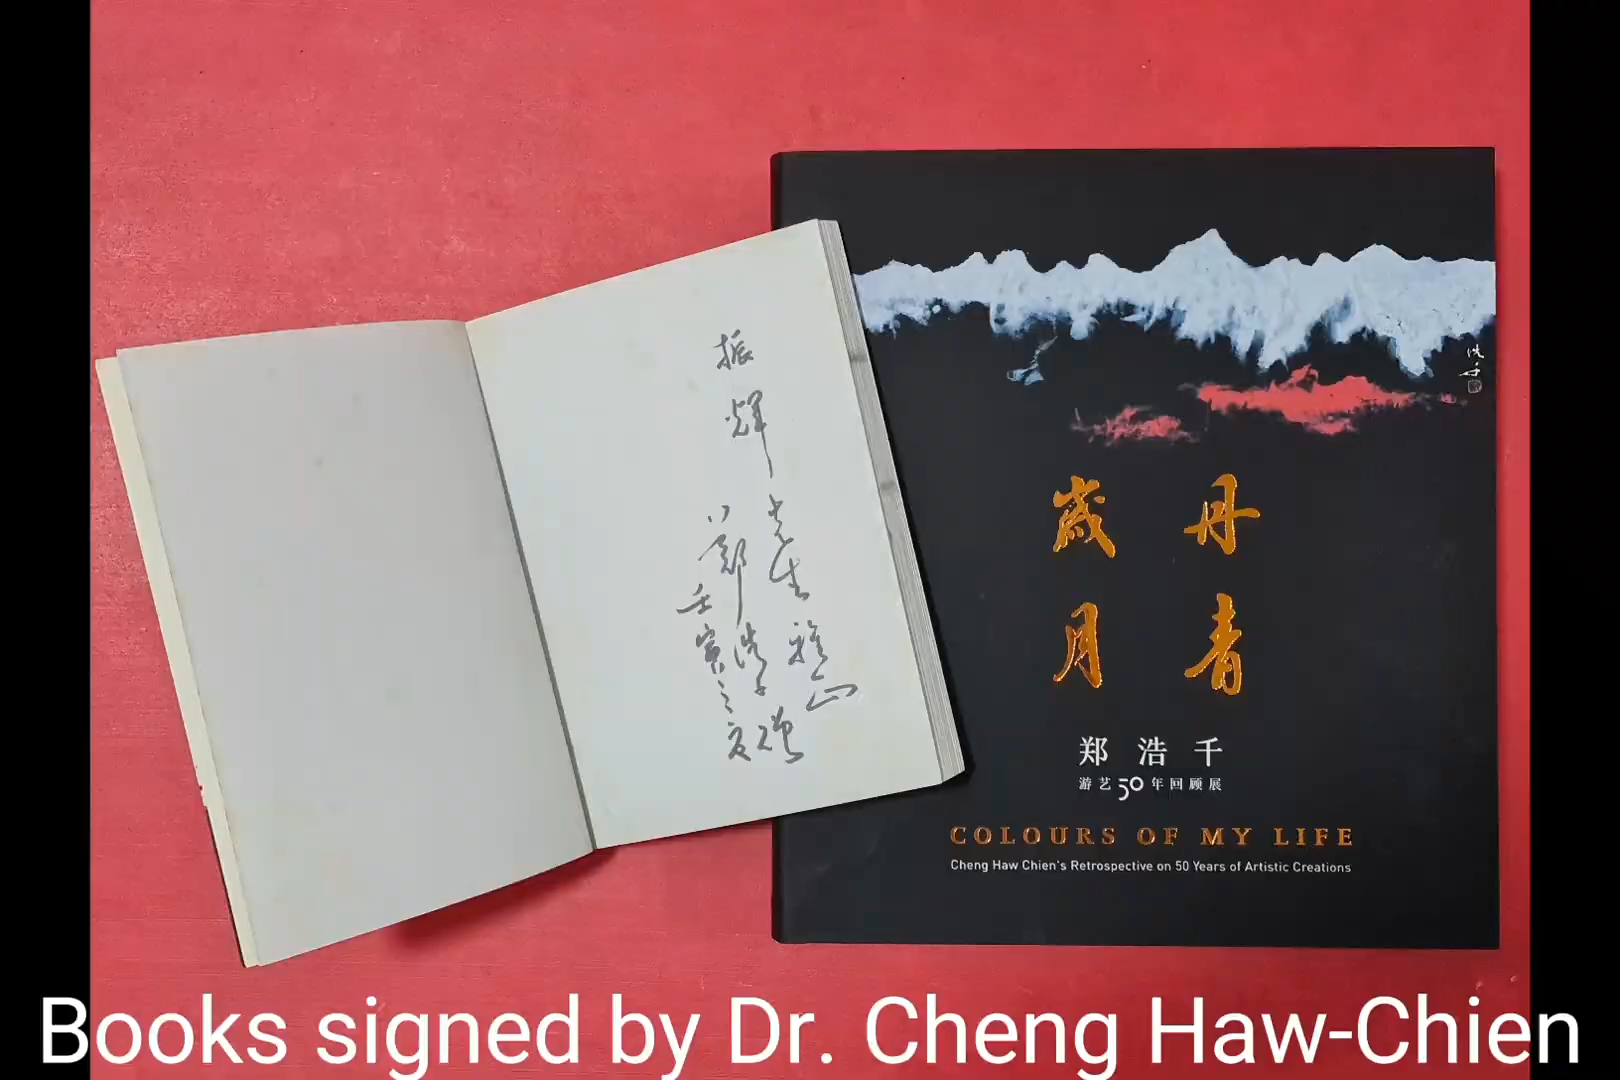 振輝先生雅正
鄭浩千贈
壬寅之夏
浩千
丹青
歲月
郑浩千
游艺50年回顾展
COLOURS OF MY LIFE
Cheng Haw Chien's Retrospective on 50 Years of Artistic Creations
Books signed by Dr. Cheng Haw-Chien